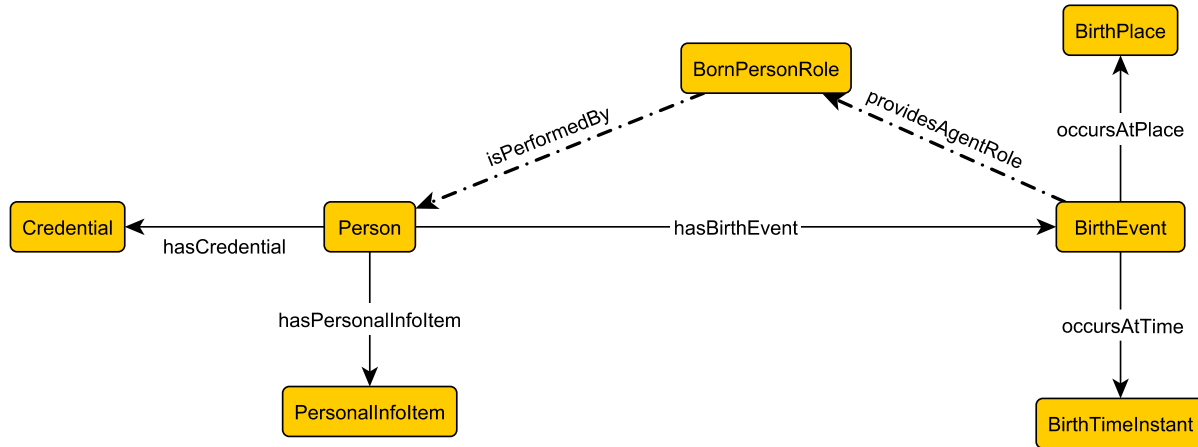 BirthPlace
BornPersonRole
providesAgentRole
isPerformedBy
occursAtPlace
Credential
hasCredential
Person
hasBirthEvent
BirthEvent
hasPersonalInfoItem
occursAtTime
PersonalInfoItem
BirthTimeInstant